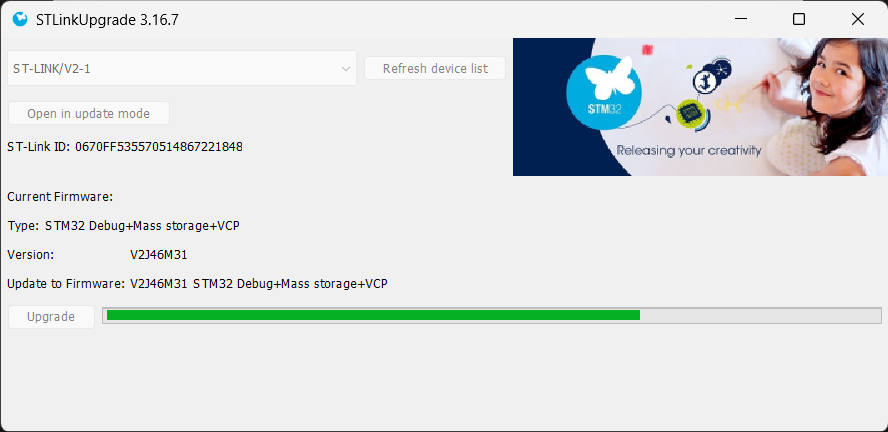 STLinkUpgrade 3.16.7
ST-LINK/V2-1
Refresh device list
Open in update mode
ST-Link ID: 0670FF535570514867221848
STM32
Releasing your creativity
Current Firmware:
Type: STM32 Debug+Mass storage+VCP
Version: V2J46M31
Update to Firmware: V2J46M31 STM32 Debug+Mass storage+VCP
Upgrade